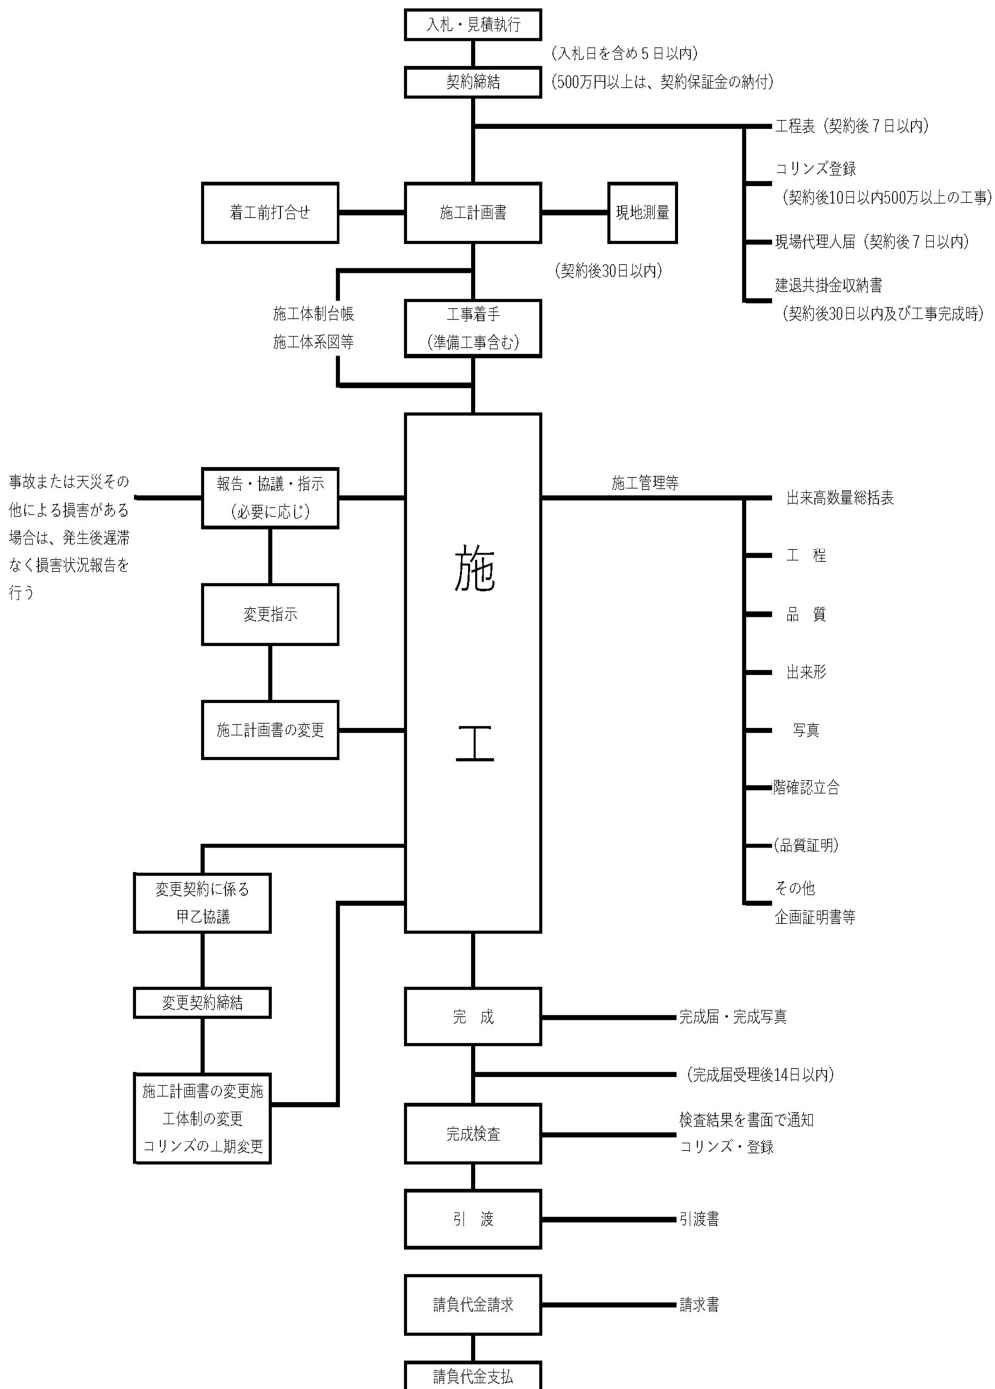 入札・見積執行
(入札日を含め5日以内)
契約締結
(500万円以上は、契約保証金の納付)
工程表(契約後7日以内)
コリンズ登録
(契約後10日以内500万以上の工事)
着工前打合せ
施工計画書
現地測量
現場代理人届(契約後7日以内)
(契約後30日以内)
建退共掛金収納書
(契約後30日以内及び工事完成時)
施工体制台帳
施工体系図等
工事着手
(準備工事含む)
事故または天災その
他による損害がある
場合は、発生後遅滞
なく損害状況報告を
行う
報告・協議・指示
(必要に応じ)
変更指示
施工計画書の変更
施
工
施工管理等
出来高数量総括表
工 程
品 質
出来形
写真
階確認立合
(品質証明)
その他
企画証明書等
変更契約に係る
甲乙協議
変更契約締結
施工計画書の変更施
工体制の変更
コリンズの工期変更
完 成
完成届・完成写真
(完成届受理後14日以内)
完成検査
検査結果を書面で通知
コリンズ・登録
引 渡
引渡書
請負代金請求
請求書
請負代金支払